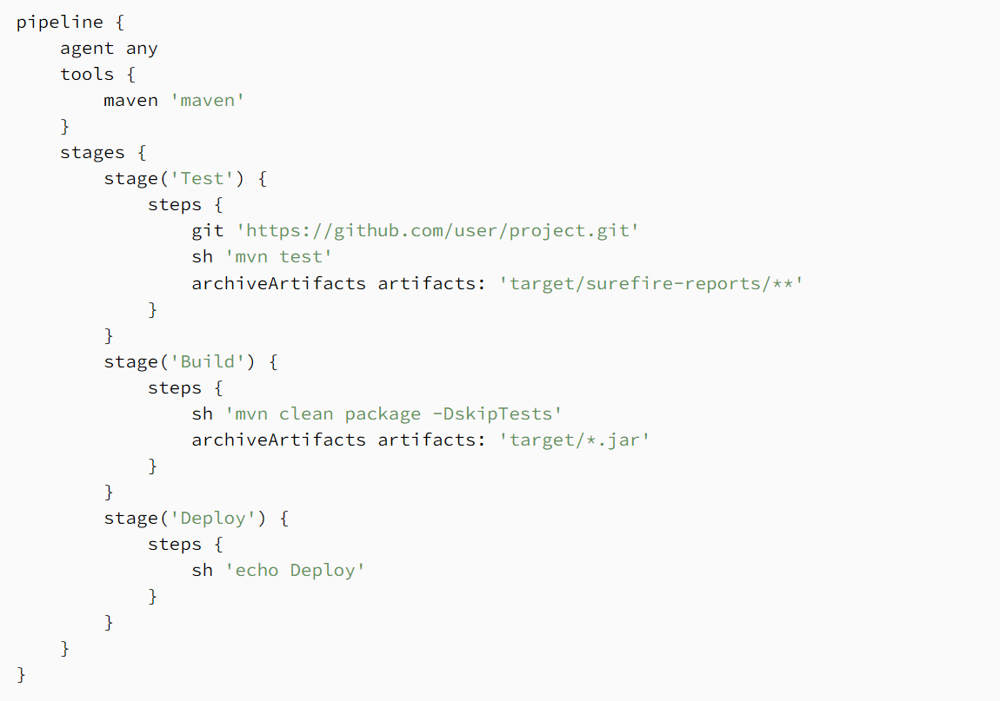 pipeline {
    agent any
    tools {
        maven 'maven'
    }
    stages {
        stage('Test') {
            steps {
                git 'https://github.com/user/project.git'
                sh 'mvn test'
                archiveArtifacts artifacts: 'target/surefire-reports/**'
            }
        }
        stage('Build') {
            steps {
                sh 'mvn clean package -DskipTests'
                archiveArtifacts artifacts: 'target/*.jar'
            }
        }
        stage('Deploy') {
            steps {
                sh 'echo Deploy'
            }
        }
    }
}